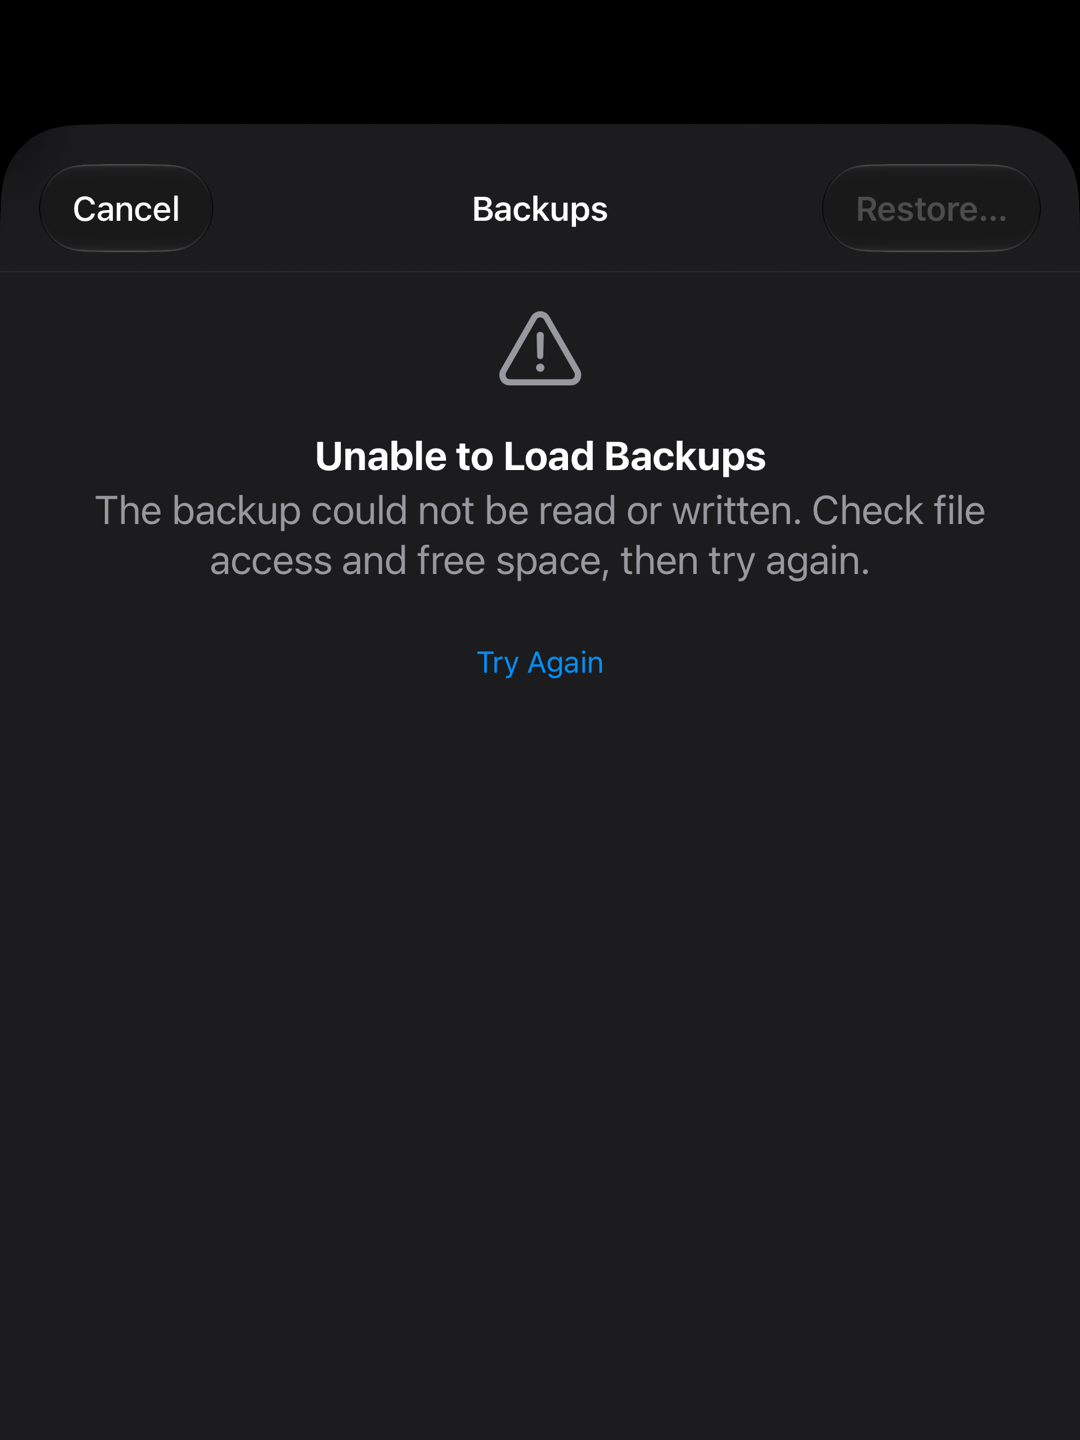 Cancel
Backups
Restore...
Unable to Load Backups
The backup could not be read or written. Check file
access and free space, then try again.
Try Again